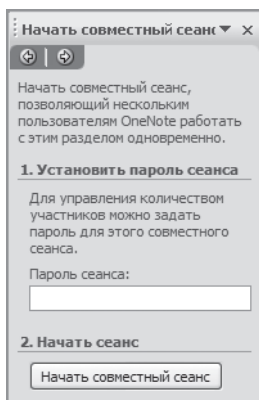 Начать совместный сеанс
Начать совместный сеанс,
позволяющий нескольким
пользователям OneNote работать
с этим разделом одновременно.
1. Установить пароль сеанса
Для управления количеством
участников можно задать
пароль для этого совместного
сеанса.
Пароль сеанса:
2. Начать сеанс
Начать совместный сеанс